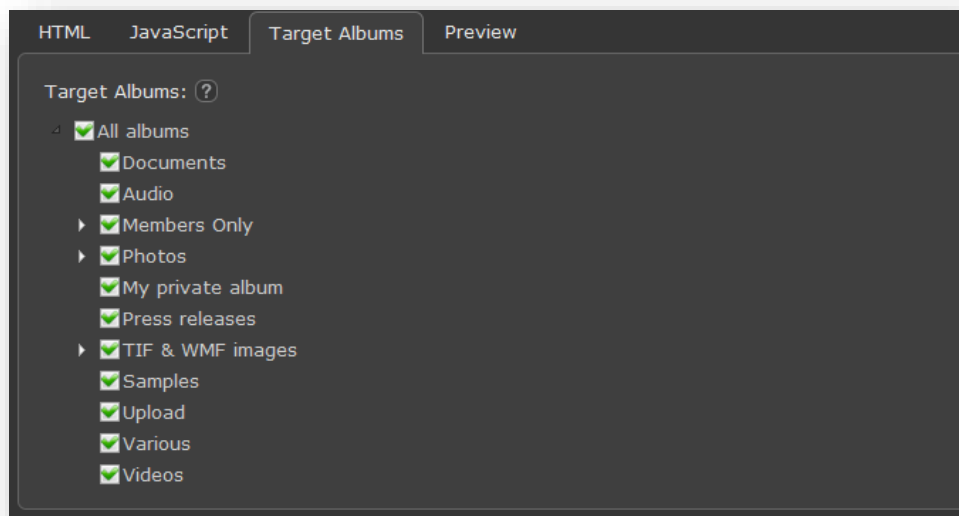 HTML JavaScript Target Albums Preview
Target Albums: ?
All albums
Documents
Audio
Members Only
Photos
My private album
Press releases
TIF & WMF images
Samples
Upload
Various
Videos